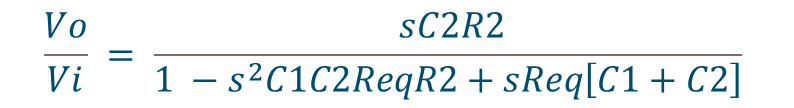 Vo/Vi = sC2R2/(1 − s²C1C2ReqR2 + sReq[C1 + C2])